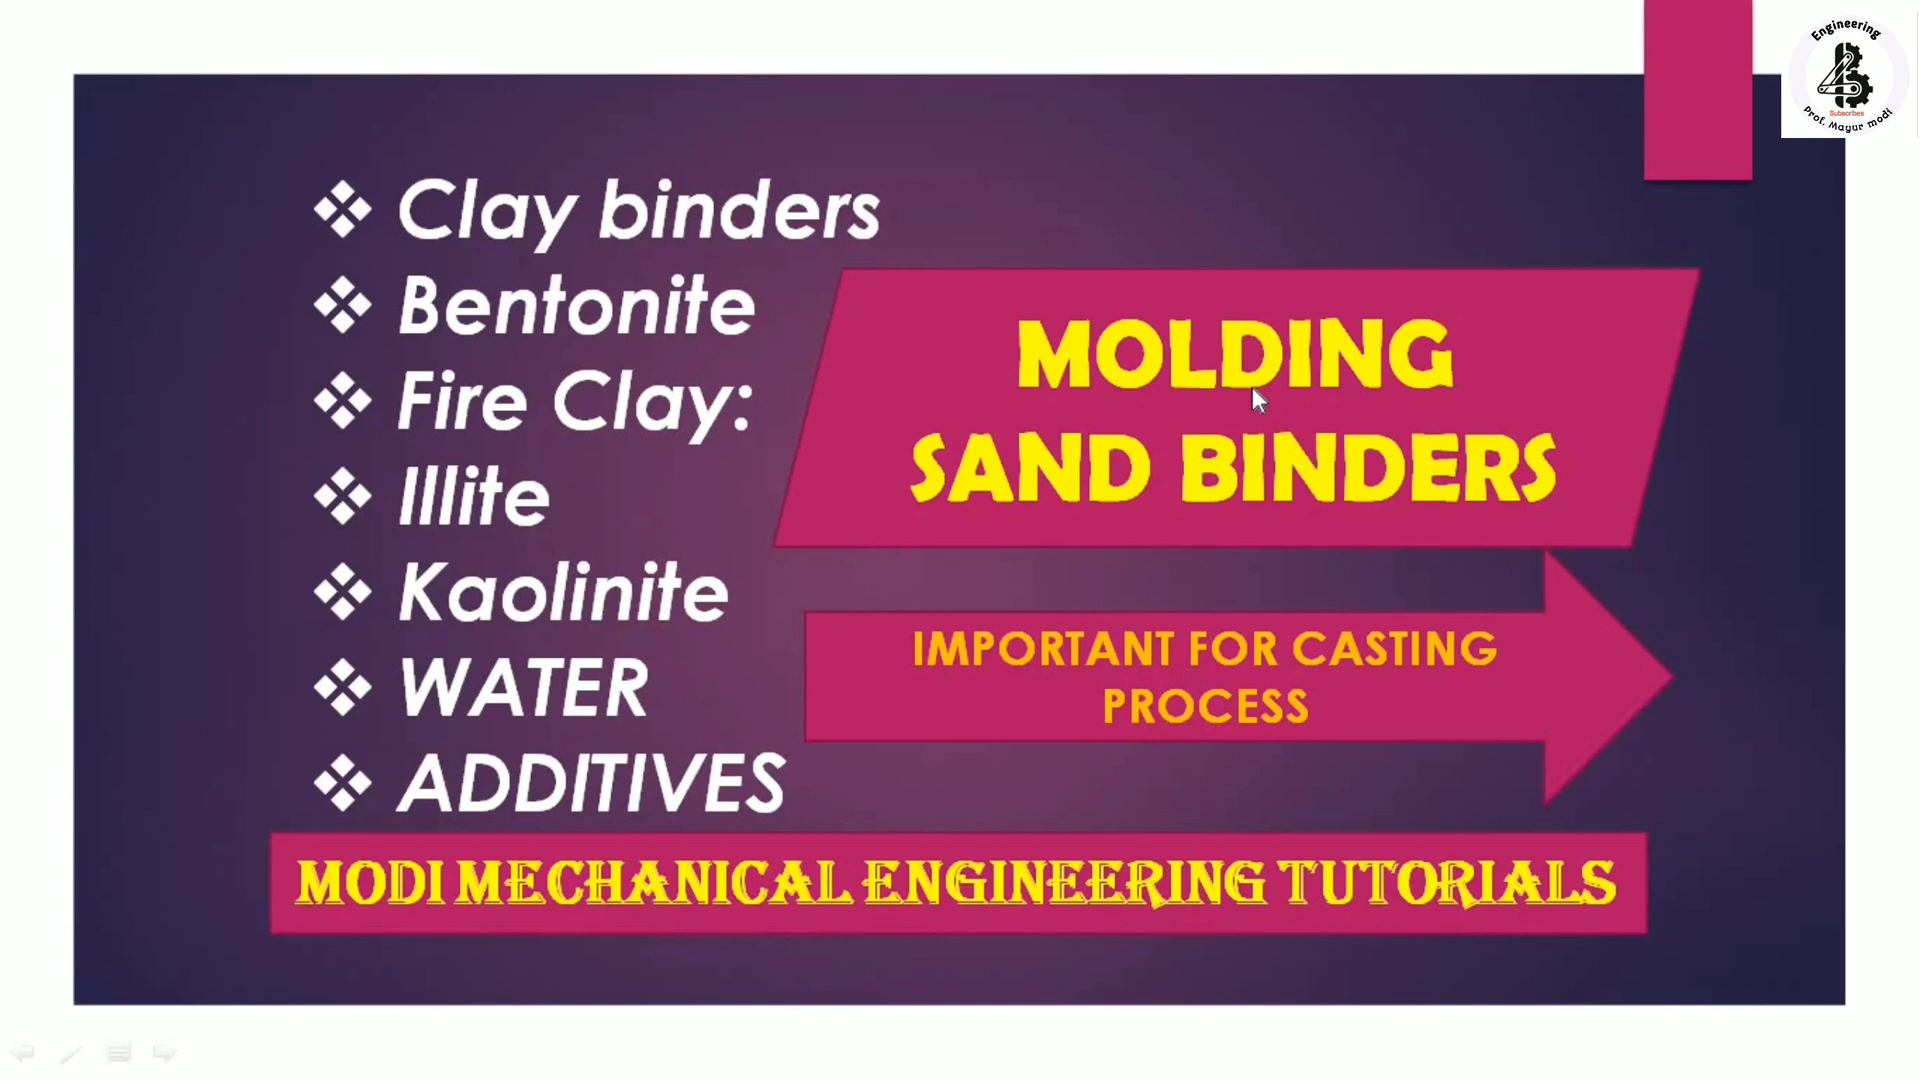 Engineering
Subscribes
Prof. Mayur modi
Clay binders
Bentonite
Fire Clay:
Illite
Kaolinite
WATER
ADDITIVES
MOLDING
SAND BINDERS
IMPORTANT FOR CASTING
PROCESS
MODI MECHANICAL ENGINEERING TUTORIALS